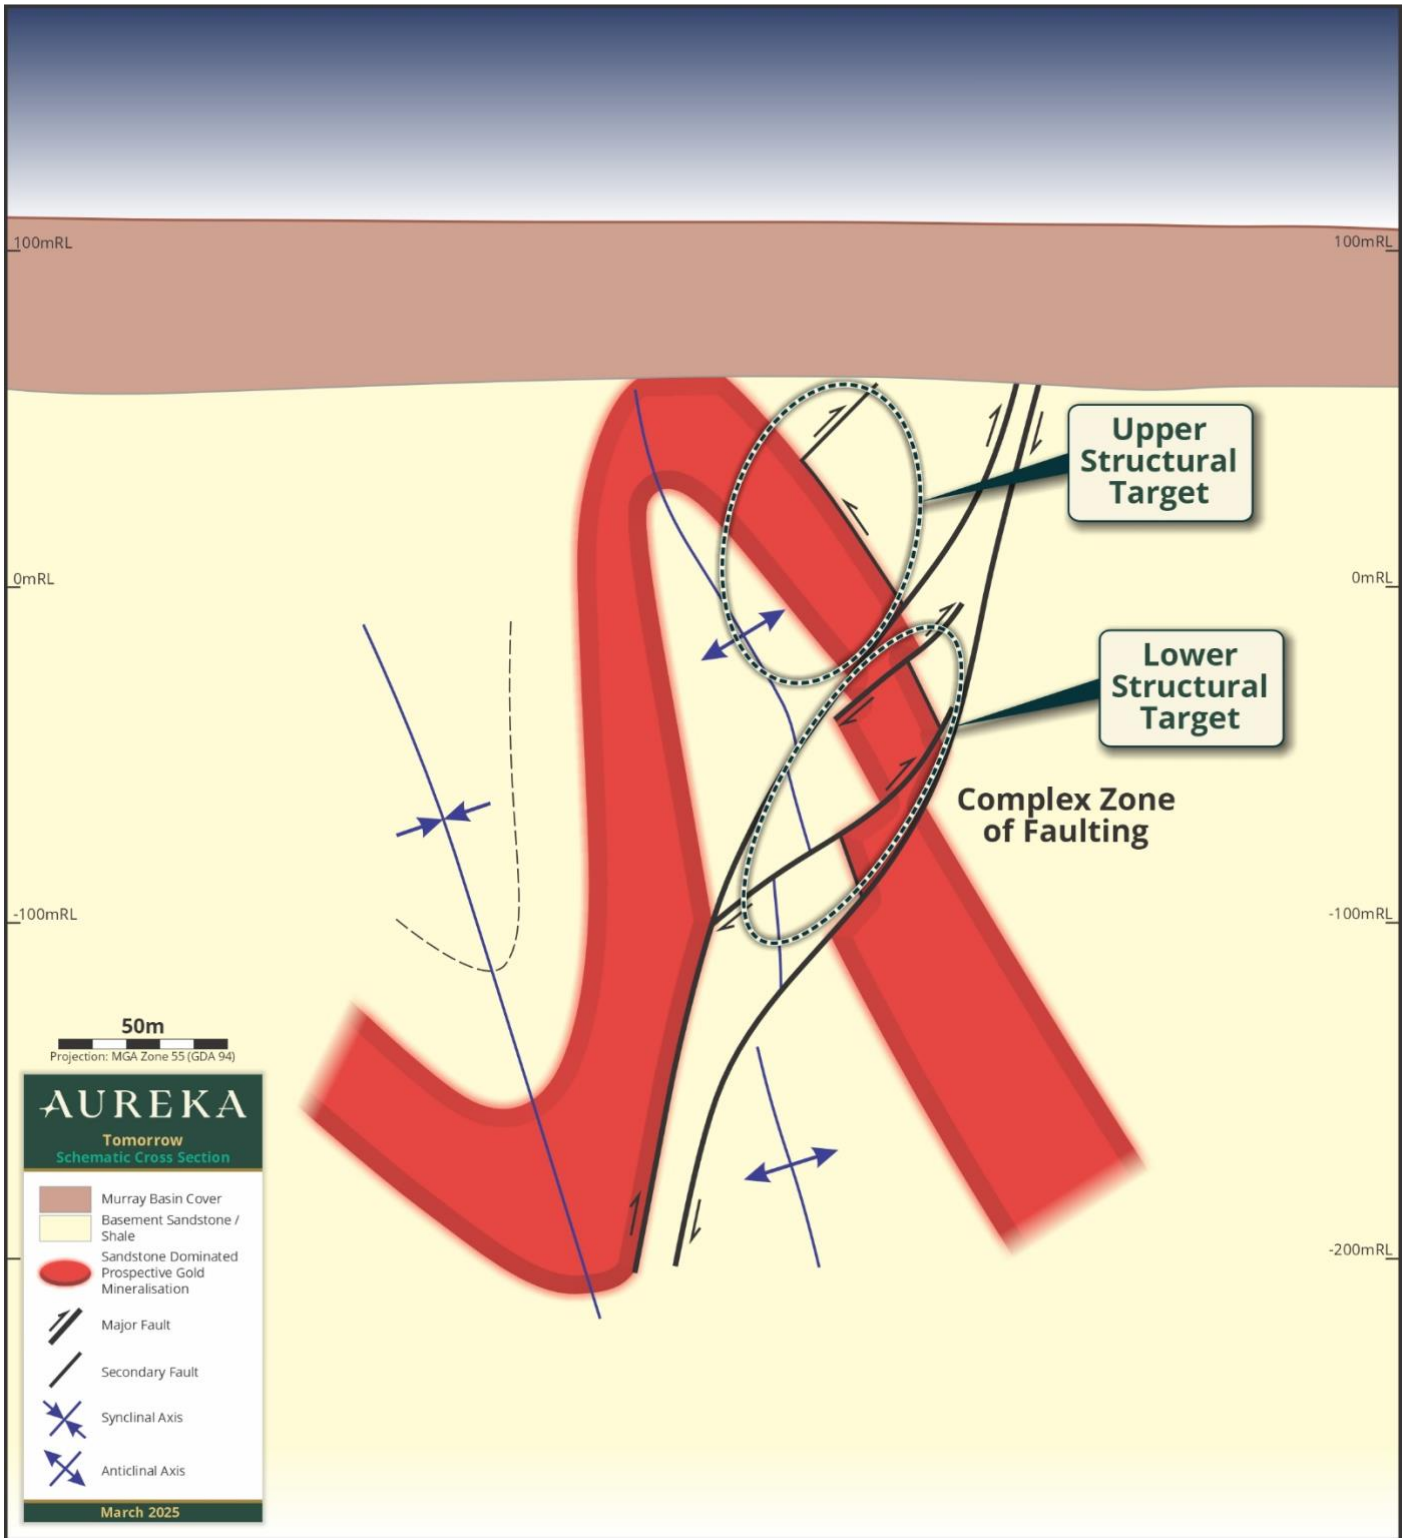 100mRL
100mRL
Upper
Structural
Target
0mRL
0mRL
Lower
Structural
Target
Complex Zone
of Faulting
-100mRL
-100mRL
50m
Projection: MGA Zone 55 (GDA 94)
AUREKA
Tomorrow
Schematic Cross Section
Murray Basin Cover
Basement Sandstone /
Shale
Sandstone Dominated
Prospective Gold
Mineralisation
Major Fault
Secondary Fault
Synclinal Axis
Anticlinal Axis
March 2025
-200mRL